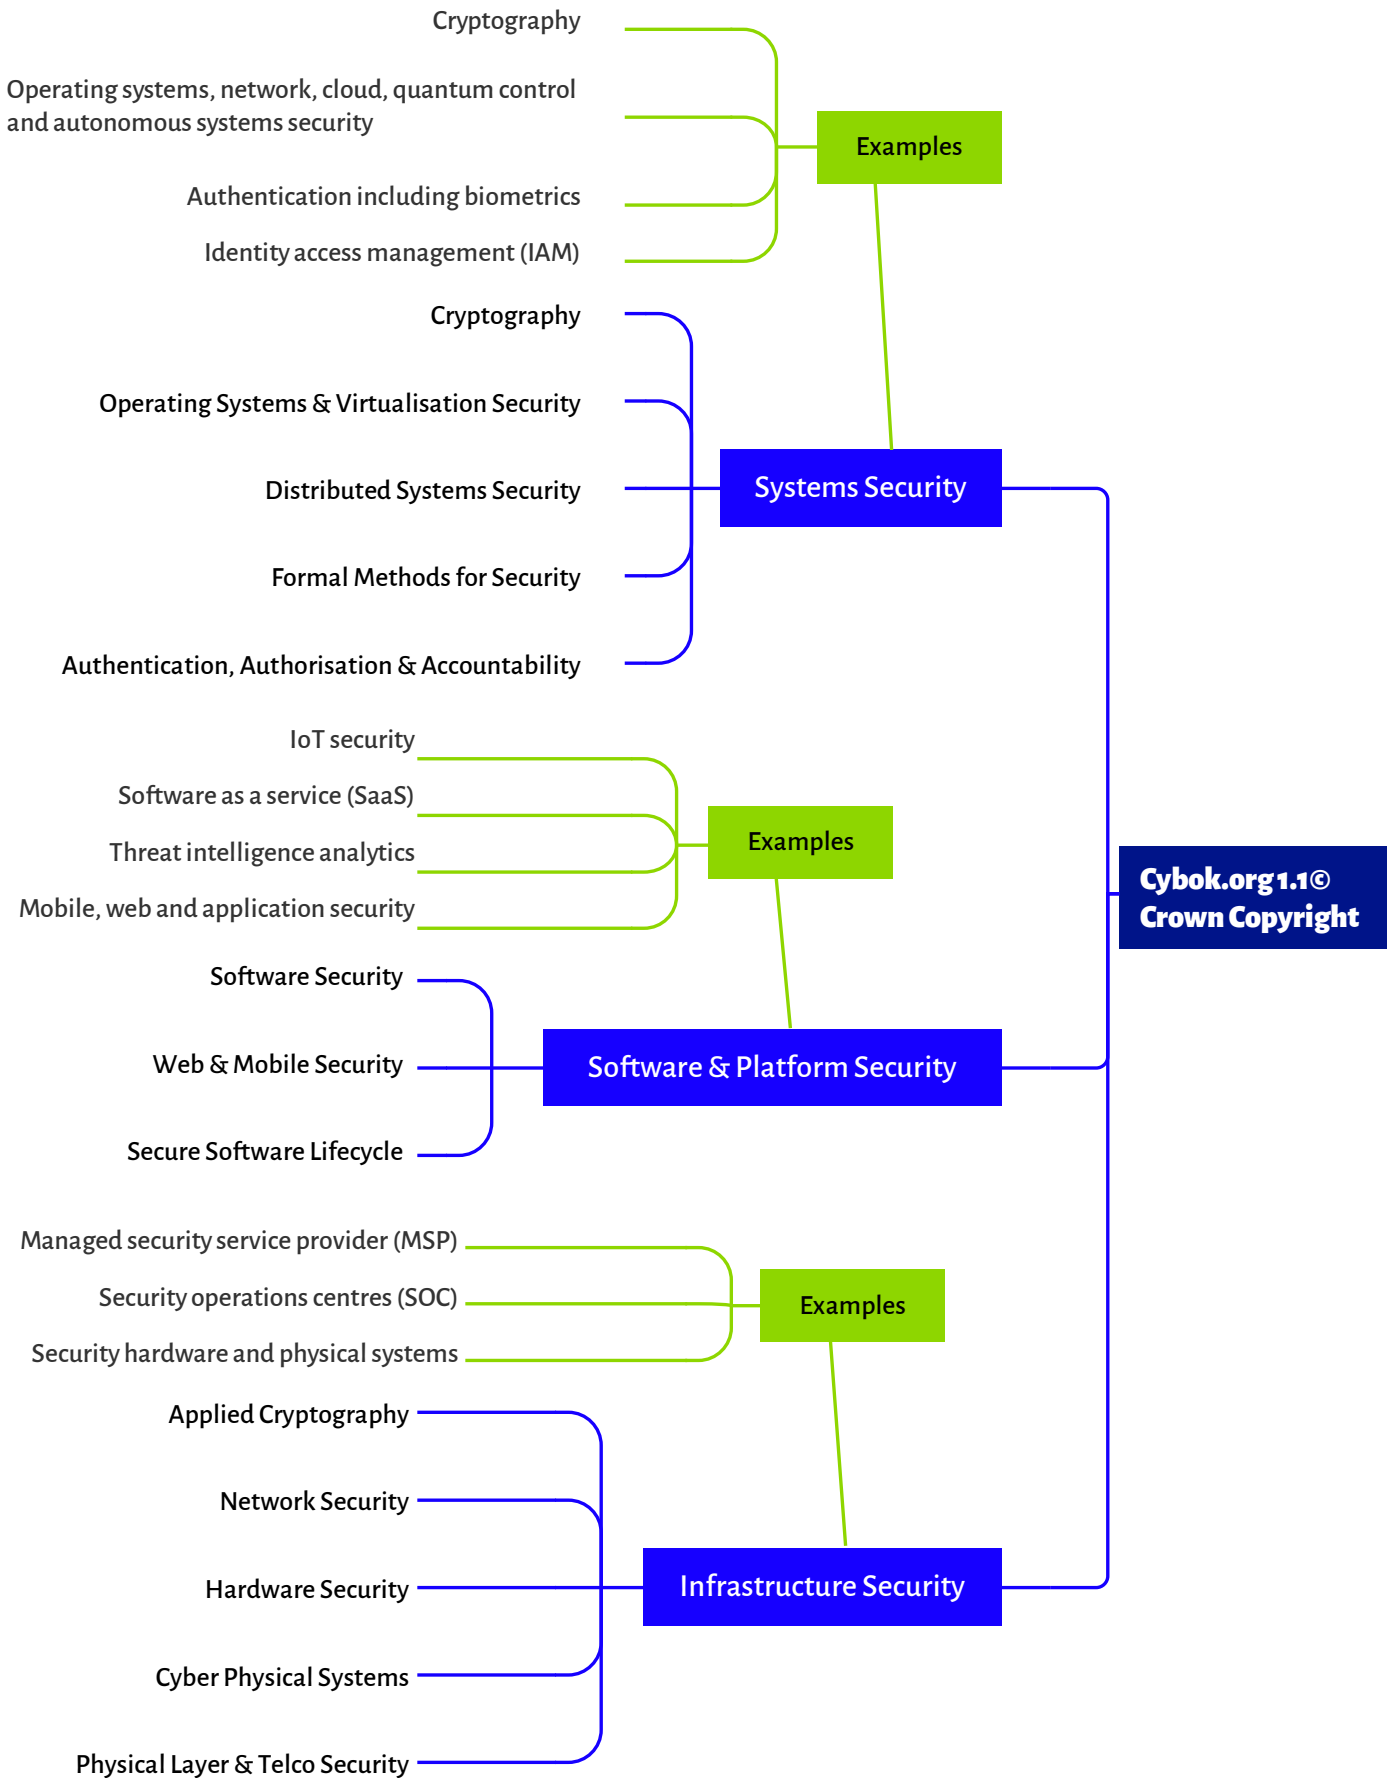 Cryptography
Operating systems, network, cloud, quantum control
and autonomous systems security
Examples
Authentication including biometrics
Identity access management (IAM)
Cryptography
Operating Systems & Virtualisation Security
Distributed Systems Security
Systems Security
Formal Methods for Security
Authentication, Authorisation & Accountability
IoT security
Software as a service (SaaS)
Examples
Threat intelligence analytics
Mobile, web and application security
Cybok.org 1.1©
Crown Copyright
Software Security
Web & Mobile Security
Software & Platform Security
Secure Software Lifecycle
Managed security service provider (MSP)
Security operations centres (SOC)
Examples
Security hardware and physical systems
Applied Cryptography
Network Security
Hardware Security
Infrastructure Security
Cyber Physical Systems
Physical Layer & Telco Security